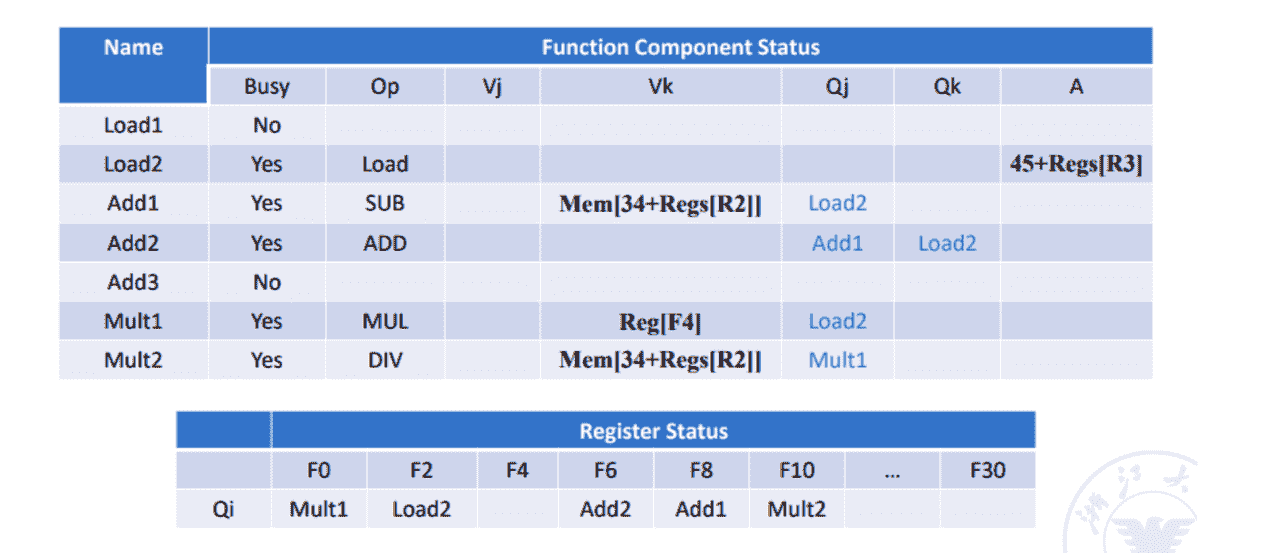 Name Function Component Status
Busy Op Vj Vk Qj Qk A
Load1 No
Load2 Yes Load 45+Regs[R3]
Add1 Yes SUB Mem[34+Regs[R2]] Load2
Add2 Yes ADD Add1 Load2
Add3 No
Mult1 Yes MUL Reg[F4] Load2
Mult2 Yes DIV Mem[34+Regs[R2]] Mult1
Register Status
F0 F2 F4 F6 F8 F10 ... F30
Qi Mult1 Load2 Add2 Add1 Mult2
浙江大